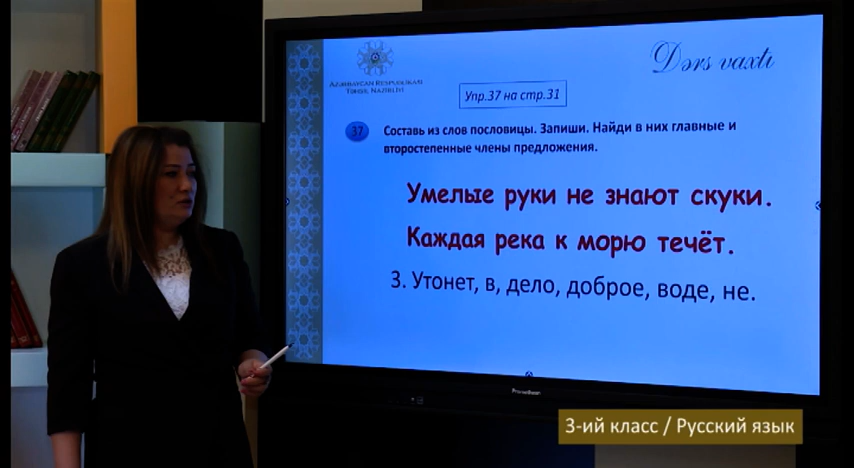 AZƏRBAYCAN RESPUBLİKASI
TƏHSİL NAZİRLİYİ
Dərs vaxtı
Упр.37 на стр.31
37
Составь из слов пословицы. Запиши. Найди в них главные и
второстепенные члены предложения.
Умелые руки не знают скуки.
Каждая река к морю течёт.
3. Утонет, в, дело, доброе, воде, не.
Promethean
3-ий класс / Русский язык